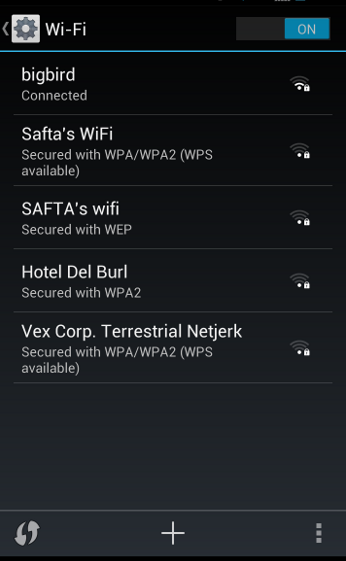 Wi-Fi
ON
bigbird
Connected
Safta's WiFi
Secured with WPA/WPA2 (WPS
available)
SAFTA's wifi
Secured with WEP
Hotel Del Burl
Secured with WPA2
Vex Corp. Terrestrial Netjerk
Secured with WPA/WPA2 (WPS
available)